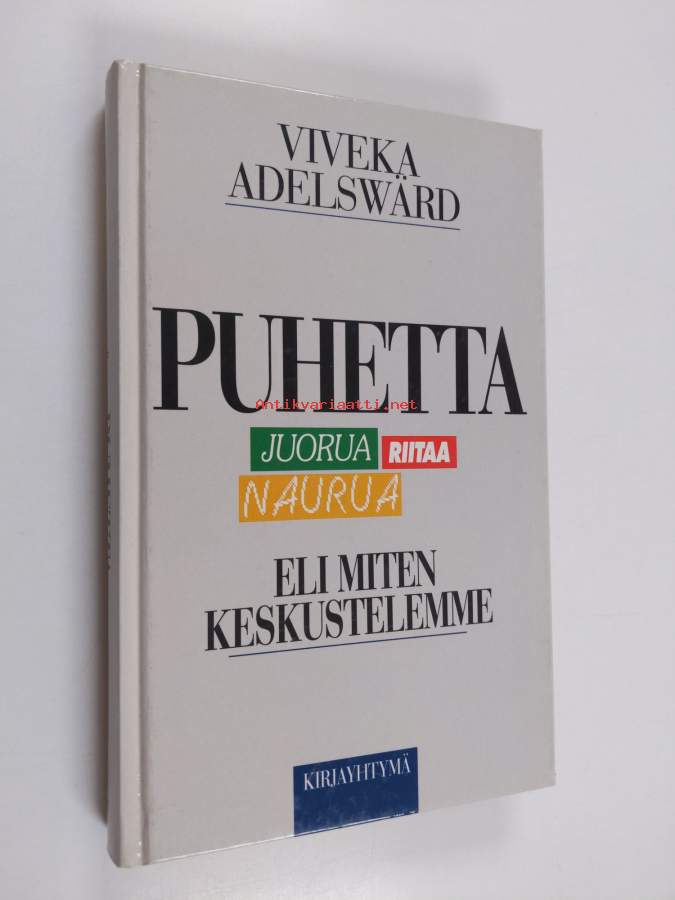 VIVEKA
ADELSWÄRD
PUHETTA
Antikvariaatti.net
JUORUA RIITAA
NAURUA
ELI MITEN
KESKUSTELEMME
KIRJAYHTYMÄ